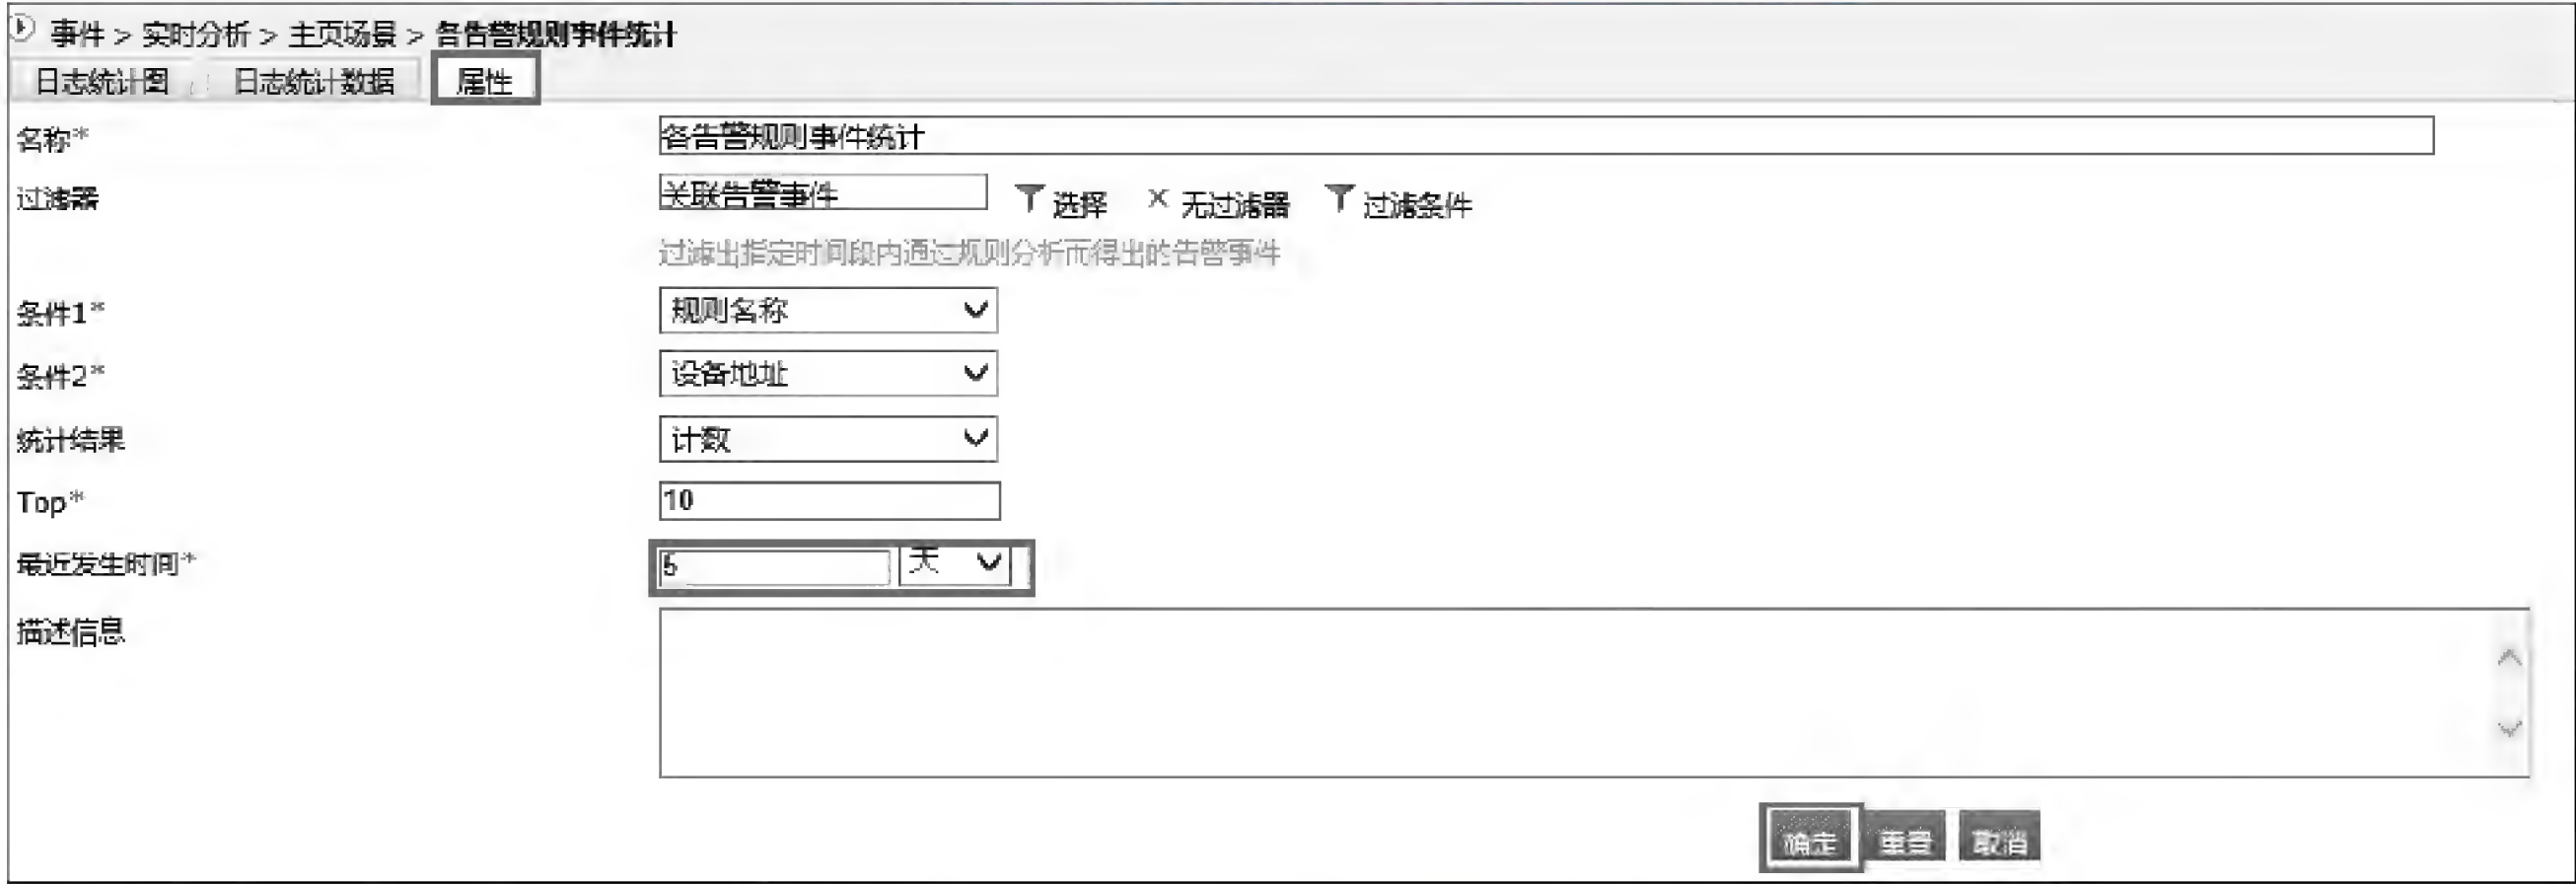 事件 > 实时分析 > 主页场景 > 各告警规则事件统计
日志统计图 日志统计数据 属性
名称* 各告警规则事件统计
过滤器 关联告警事件 选择 × 无过滤器 过滤条件
过滤出指定时间段内通过规则分析而得出的告警事件
条件1* 规则名称
条件2* 设备地址
统计结果 计数
Top* 10
最近发生时间* 5 天
描述信息
确定 重置 取消